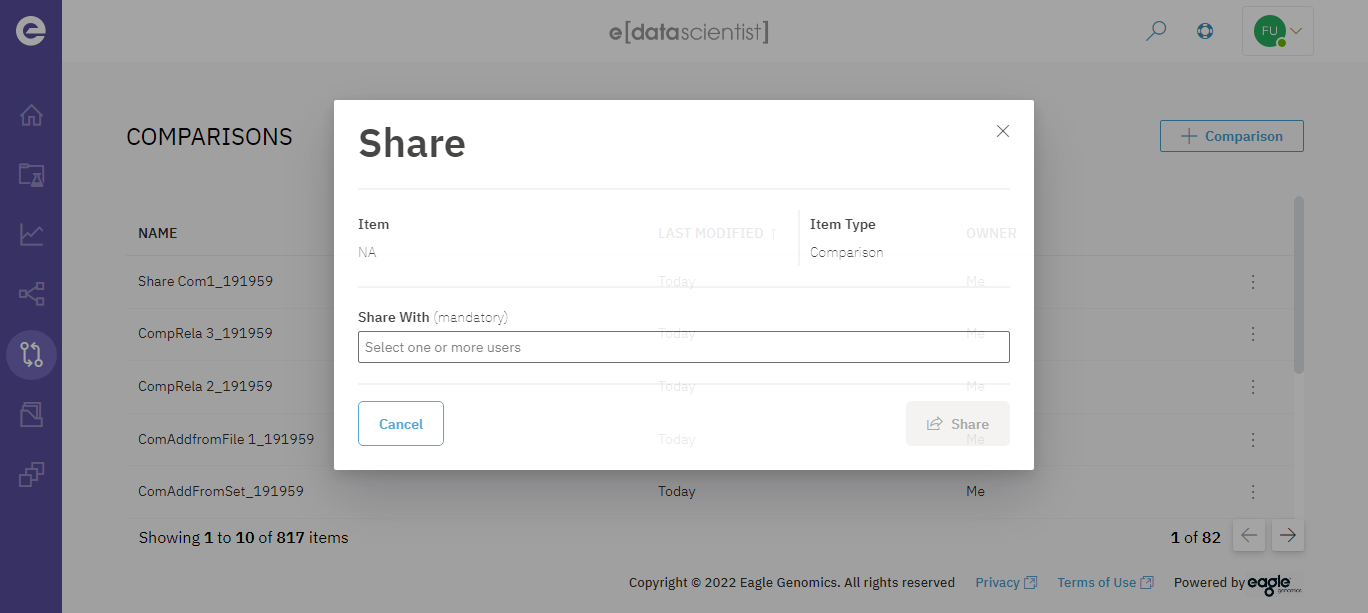 e[datascientist]
FU
COMPARISONS
+ Comparison
Share
Item
NA
Item Type
Comparison
NAME
LAST MODIFIED ↑
OWNER
Share Com1_191959
Today
Me
Share With (mandatory)
Select one or more users
CompRela 3_191959
Today
Me
CompRela 2_191959
Today
Me
Cancel
Share
ComAddfromFile 1_191959
Today
Me
ComAddFromSet_191959
Today
Me
Showing 1 to 10 of 817 items
1 of 82
Copyright © 2022 Eagle Genomics. All rights reserved
Privacy
Terms of Use
Powered by eagle genomics